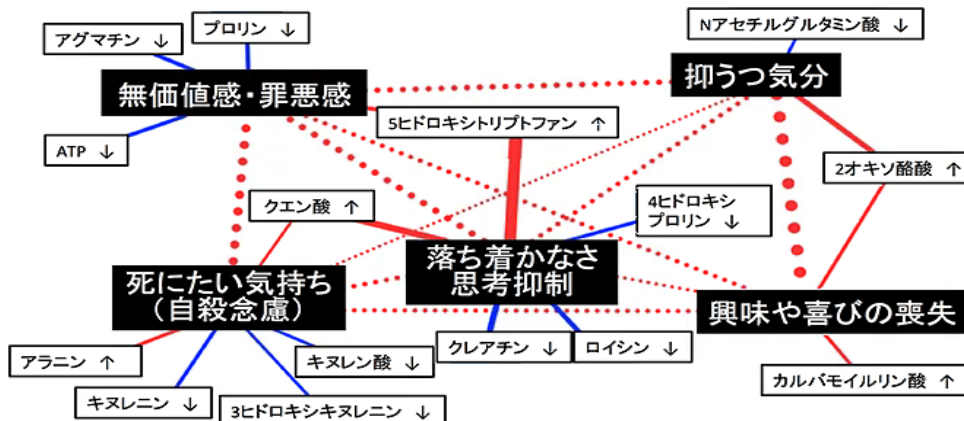 プロリン ↓
Nアセチルグルタミン酸 ↓
アグマチン ↓
無価値感・罪悪感
抑うつ気分
5ヒドロキシトリプトファン ↑
ATP ↓
2オキソ酪酸 ↑
クエン酸 ↑
4ヒドロキシ
プロリン ↓
落ち着かなさ
思考抑制
死にたい気持ち
（自殺念慮）
興味や喜びの喪失
アラニン ↑
キヌレン酸 ↓
クレアチン ↓
ロイシン ↓
カルバモイルリン酸 ↑
キヌレニン ↓
3ヒドロキシキヌレニン ↓